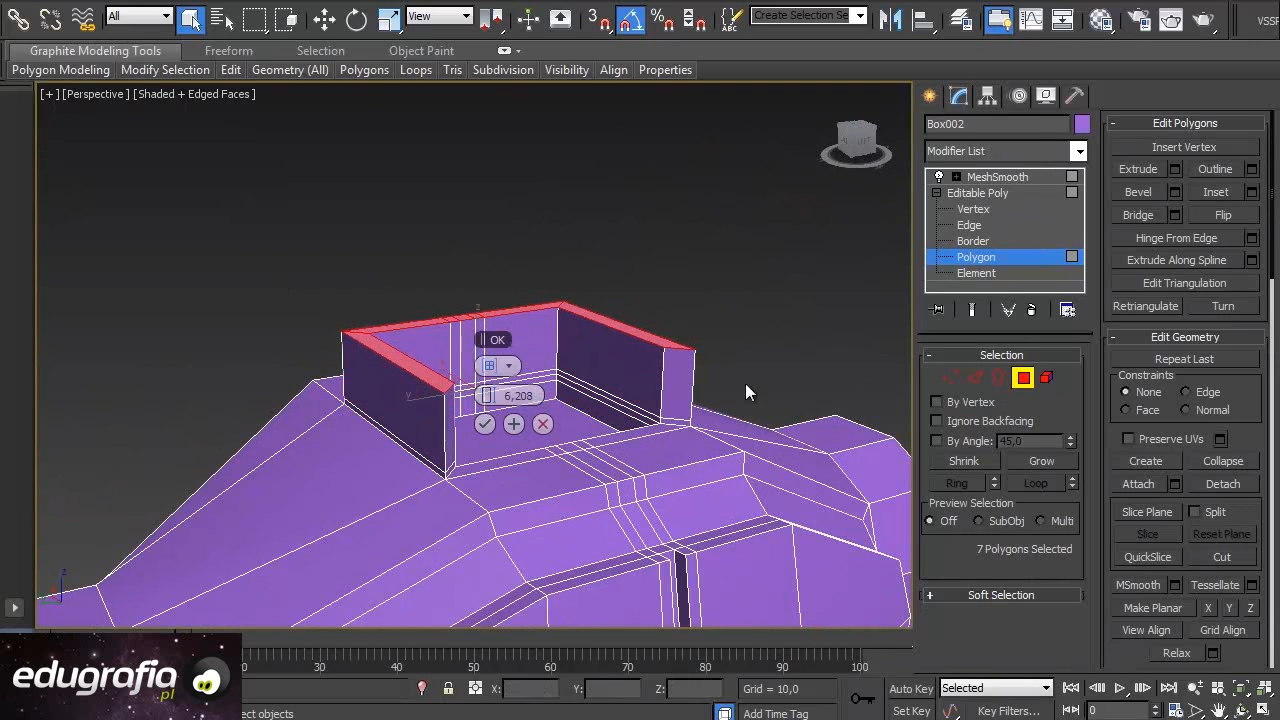 All
View
3
%
ABC
Create Selection Se
VSSF
Graphite Modeling Tools
Freeform
Selection
Object Paint
Polygon Modeling
Modify Selection
Edit
Geometry (All)
Polygons
Loops
Tris
Subdivision
Visibility
Align
Properties
[ + ] [Perspective ] [Shaded + Edged Faces ]
z
y
OK
6,208
z
Box002
Modifier List
MeshSmooth
Editable Poly
Vertex
Edge
Border
Polygon
Element
Selection
By Vertex
Ignore Backfacing
By Angle: 45,0
Shrink
Grow
Ring
Loop
Preview Selection
Off
SubObj
Multi
7 Polygons Selected
Soft Selection
Edit Polygons
Insert Vertex
Extrude
Outline
Bevel
Inset
Bridge
Flip
Hinge From Edge
Extrude Along Spline
Edit Triangulation
Retriangulate
Turn
Edit Geometry
Repeat Last
Constraints
None
Edge
Face
Normal
Preserve UVs
Create
Collapse
Attach
Detach
Slice Plane
Split
Slice
Reset Plane
QuickSlice
Cut
MSmooth
Tessellate
Make Planar
X
Y
Z
View Align
Grid Align
Relax
30
40
50
60
70
80
90
100
X:
Y:
Z:
Grid = 10,0
ect objects
Add Time Tag
Auto Key
Selected
Set Key
Key Filters...
0
edugrafia
.pl